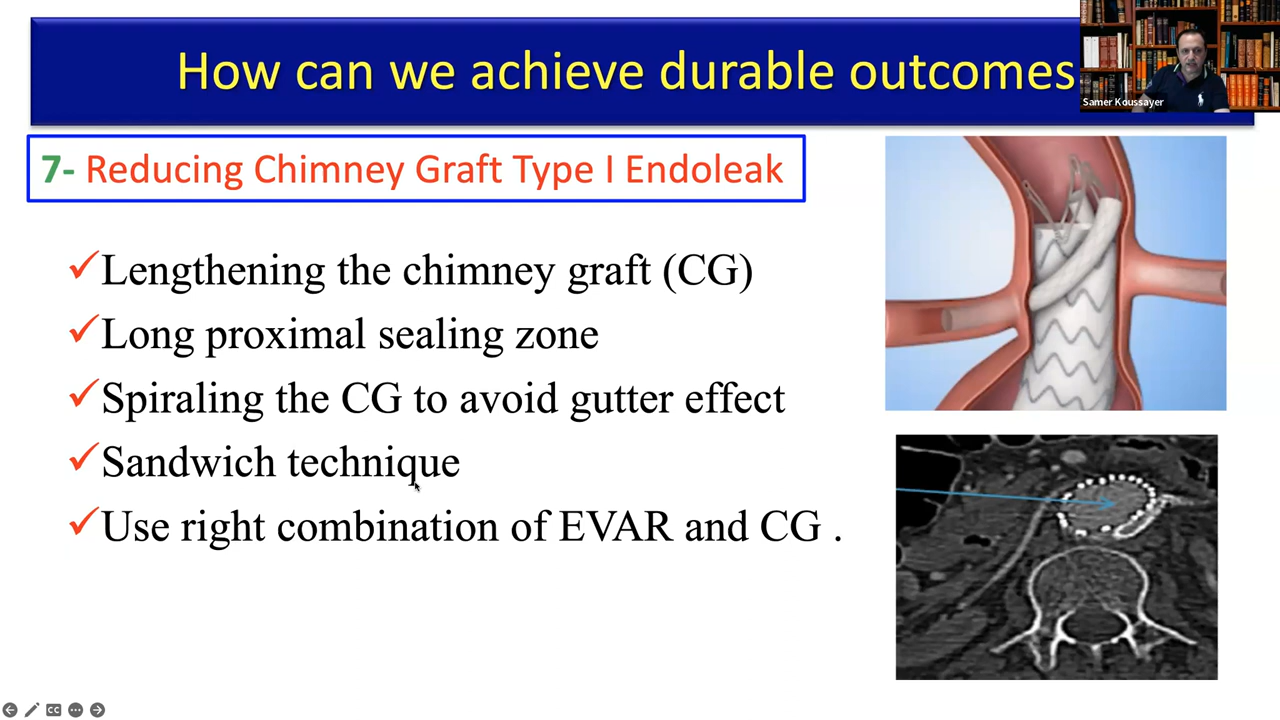 How can we achieve durable outcomes
Samer Koussayer
7- Reducing Chimney Graft Type I Endoleak
✓Lengthening the chimney graft (CG)
✓Long proximal sealing zone
✓Spiraling the CG to avoid gutter effect
✓Sandwich technique
✓Use right combination of EVAR and CG .
CC